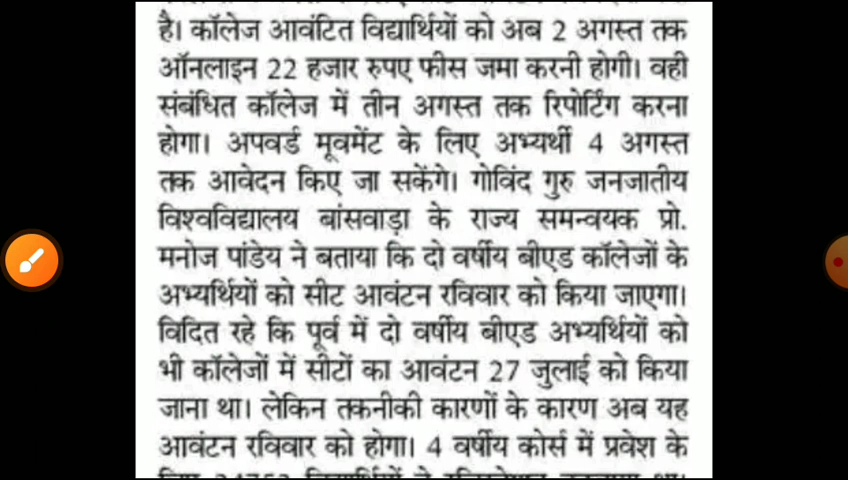 है। कॉलेज आवंटित विद्यार्थियों को अब 2 अगस्त तक
ऑनलाइन 22 हजार रुपए फीस जमा करनी होगी। वही
संबंधित कॉलेज में तीन अगस्त तक रिपोर्टिंग करना
होगा। अपवर्ड मूवमेंट के लिए अभ्यर्थी 4 अगस्त
तक आवेदन किए जा सकेंगे। गोविंद गुरु जनजातीय
विश्वविद्यालय बांसवाड़ा के राज्य समन्वयक प्रो.
मनोज पांडेय ने बताया कि दो वर्षीय बीएड कॉलेजों के
अभ्यर्थियों को सीट आवंटन रविवार को किया जाएगा।
विदित रहे कि पूर्व में दो वर्षीय बीएड अभ्यर्थियों को
भी कॉलेजों में सीटों का आवंटन 27 जुलाई को किया
जाना था। लेकिन तकनीकी कारणों के कारण अब यह
आवंटन रविवार को होगा। 4 वर्षीय कोर्स में प्रवेश के